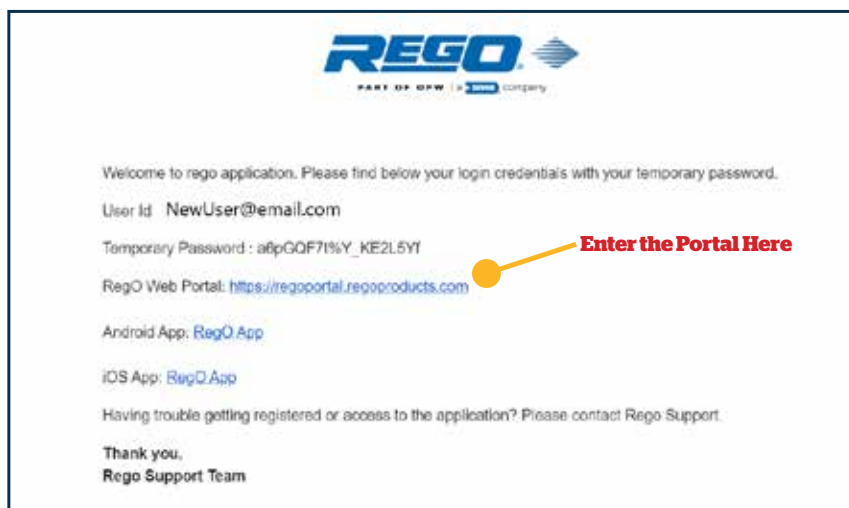 REGO
PART OF OPW | a DOVER company
Welcome to rego application. Please find below your login credentials with your temporary password.
User Id NewUser@email.com
Temporary Password :
Enter the Portal Here
RegO Web Portal: https://regoportal.regoproducts.com
Android App: RegO App
iOS App: RegO App
Having trouble getting registered or access to the application? Please contact Rego Support.
Thank you,
Rego Support Team